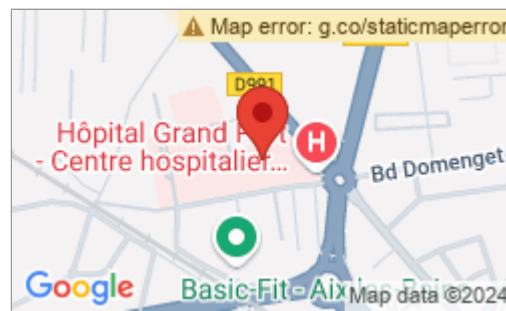 Map error: g.co/staticmaperror
D991
Hôpital Grand
- Centre hospitalier...
H
Bd Domenget
Basic-Fit - Aix
Google
Map data ©2024